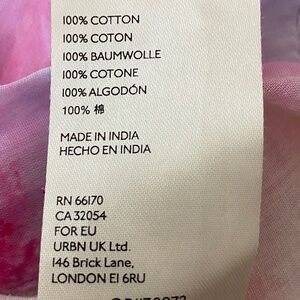 100% COTTON
100% COTON
100% BAUMWOLLE
100% COTONE
100% ALGODÓN
100% 棉
MADE IN INDIA
HECHO EN INDIA
RN 66170
CA 32054
FOR EU
URBN UK Ltd.
146 Brick Lane,
LONDON E1 6RU